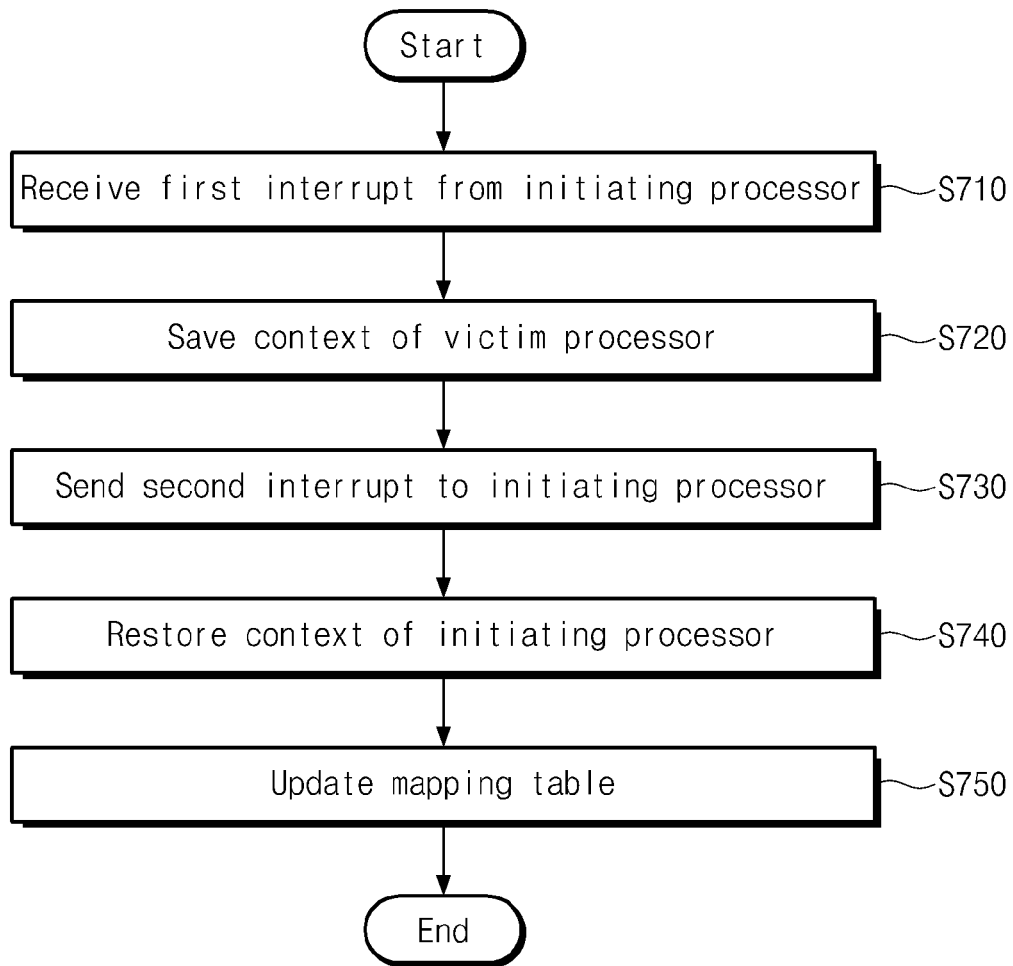 Start
Receive first interrupt from initiating processor
S710
Save context of victim processor
S720
Send second interrupt to initiating processor
S730
Restore context of initiating processor
S740
Update mapping table
S750
End